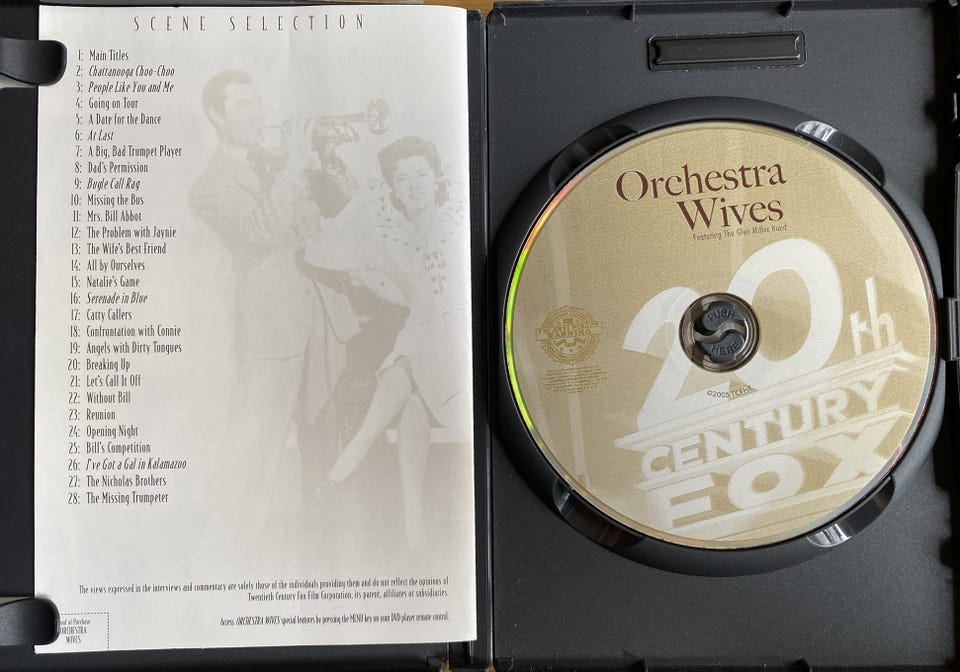 SCENE SELECTION
1: Main Titles
2: Chattanooga Choo-Choo
3: People Like You and Me
4: Going on Tour
5: A Date for the Dance
6: At Last
7: A Big, Bad Trumpet Player
8: Dad's Permission
9: Bugle Call Rag
10: Missing the Bus
11: Mrs. Bill Abbot
12: The Problem with Jaynie
13: The Wife's Best Friend
14: All by Ourselves
15: Natalie's Game
16: Serenade in Blue
17: Catty Callers
18: Confrontation with Connie
19: Angels with Dirty Tongues
20: Breaking Up
21: Let's Call It Off
22: Without Bill
23: Reunion
24: Opening Night
25: Bill's Competition
26: I've Got a Gal in Kalamazoo
27: The Nicholas Brothers
28: The Missing Trumpeter
The views expressed in the interviews and commentary are solely those of the individuals providing them and do not reflect the opinions of
Twentieth Century Fox Film Corporation, its parent, affiliates or subsidiaries.
Access ORCHESTRA WIVES special features by pressing the MENU key on your DVD player remote control.
of Purchase
ORCHESTRA
WIVES
Orchestra
Wives
Featuring The Glenn Miller Band
PUSH
HERE
WARNING
©2005 TCFHE
20th
CENTURY
FOX